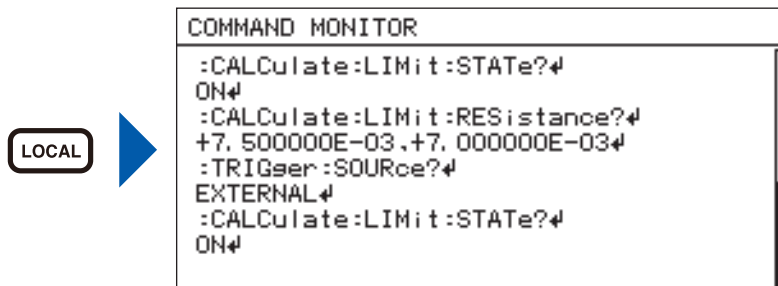 COMMAND MONITOR
:CALCulate:LIMit:STATe?↵
ON↵
:CALCulate:LIMit:RESistance?↵
LOCAL
+7.500000E-03,+7.000000E-03↵
:TRIGger:SOURce?↵
EXTERNAL↵
:CALCulate:LIMit:STATe?↵
ON↵